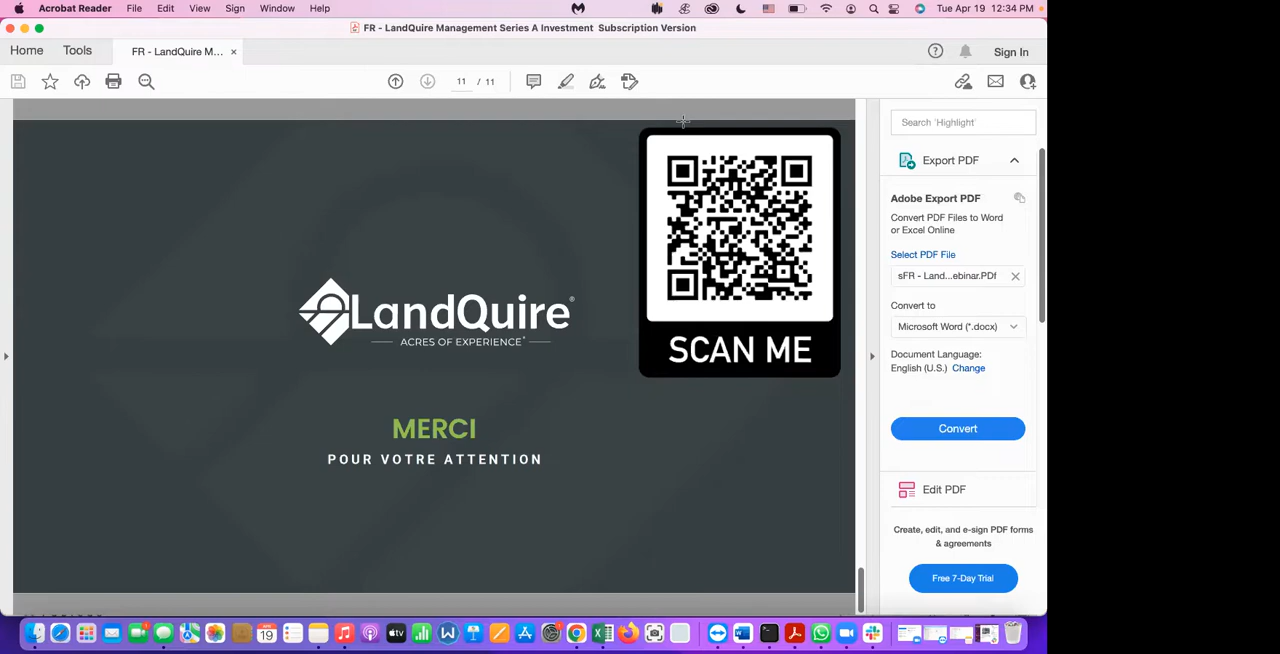 Acrobat Reader File Edit View Sign Window Help Tue Apr 19 12:34 PM
FR - LandQuire Management Series A Investment Subscription Version
Home Tools FR - LandQuire M... × Sign In
11 / 11
Search 'Highlight'
Export PDF
Adobe Export PDF
Convert PDF Files to Word
or Excel Online
Select PDF File
sFR - Land...ebinar.PDf
Convert to
Microsoft Word (*.docx)
Document Language:
English (U.S.) Change
Convert
Edit PDF
Create, edit, and e-sign PDF forms
& agreements
Free 7-Day Trial
LandQuire®
ACRES OF EXPERIENCE
SCAN ME
MERCI
POUR VOTRE ATTENTION